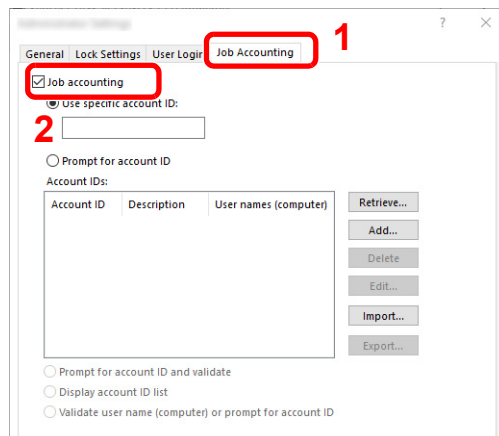 ? ×
1
General Lock Settings User Login Job Accounting
Job accounting
Use specific account ID:
2
Prompt for account ID
Account IDs:
Account ID Description User names (computer)
Retrieve...
Add...
Delete
Edit...
Import...
Export...
Prompt for account ID and validate
Display account ID list
Validate user name (computer) or prompt for account ID